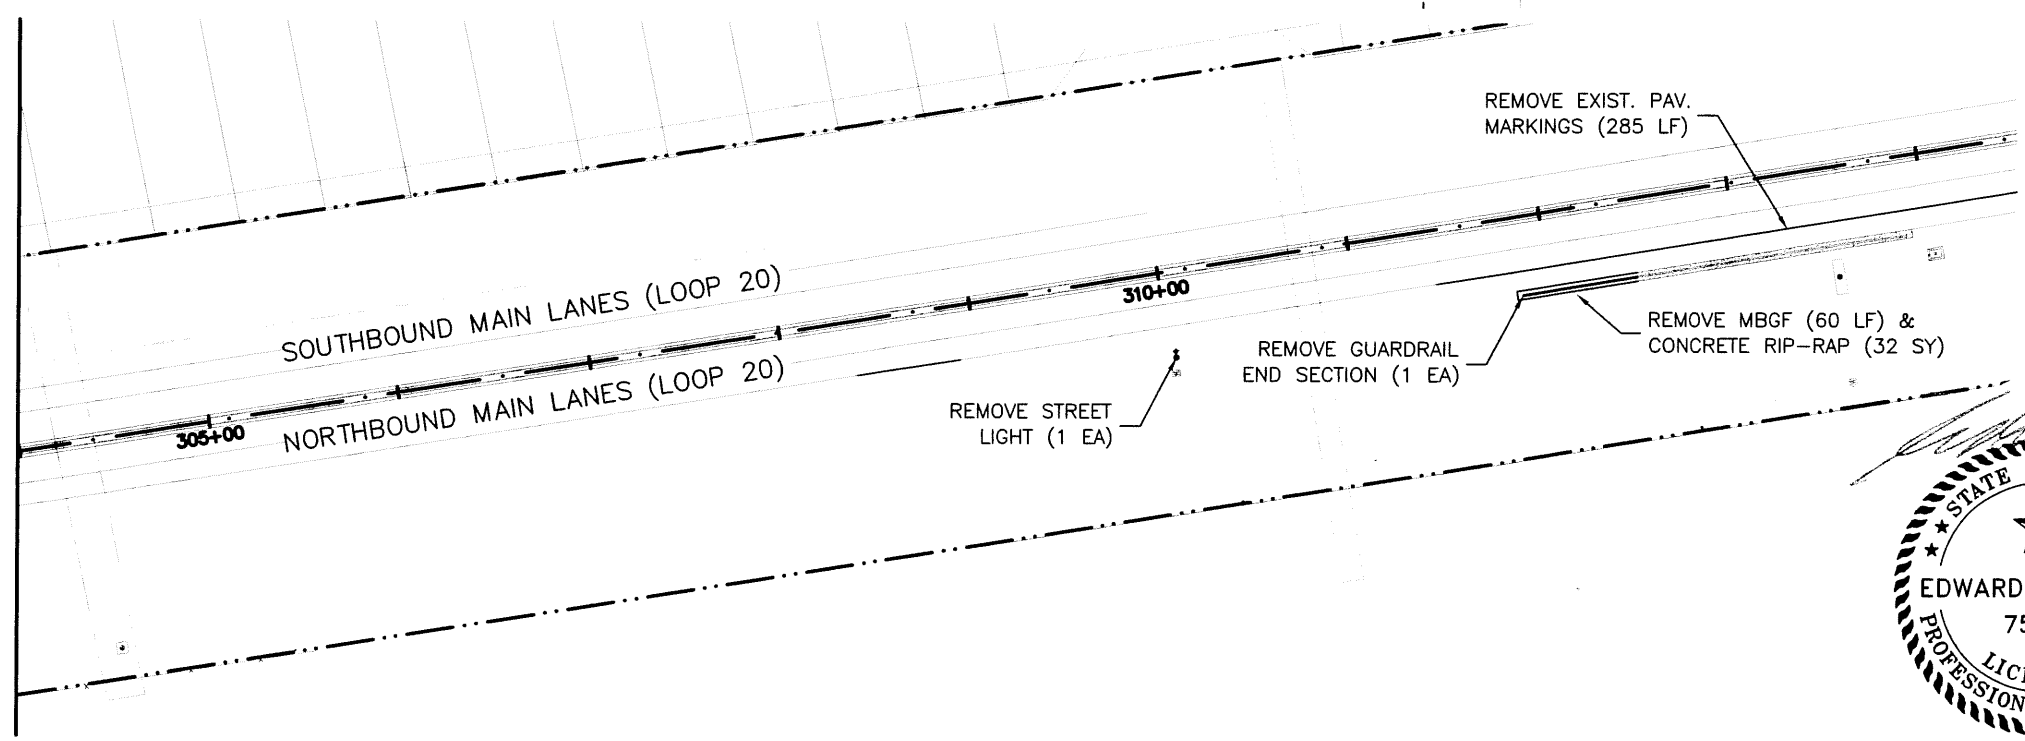 REMOVE EXIST. PAV.
MARKINGS (285 LF)
SOUTHBOUND MAIN LANES (LOOP 20)
310+00
REMOVE MBGF (60 LF) &
CONCRETE RIP-RAP (32 SY)
REMOVE GUARDRAIL
END SECTION (1 EA)
NORTHBOUND MAIN LANES (LOOP 20)
305+00
REMOVE STREET
LIGHT (1 EA)
STATE
EDWARD
75
LIC
PROFESSION